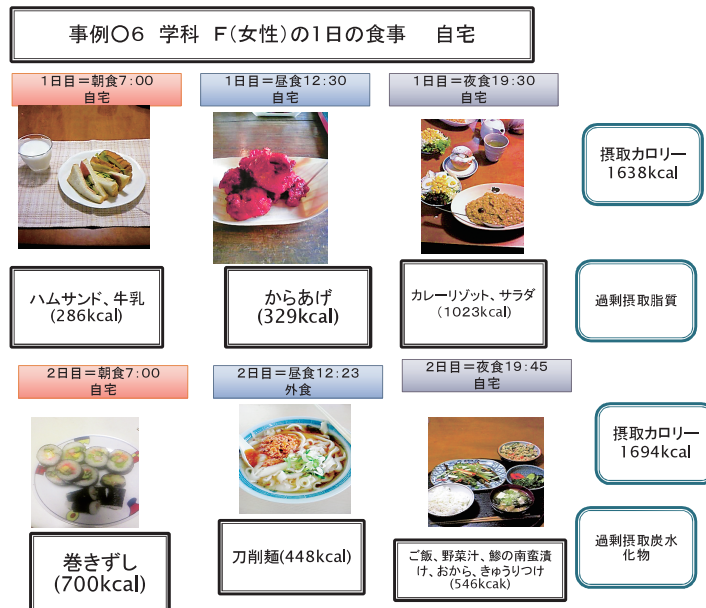 事例〇6 学科 F(女性)の1日の食事 自宅
1日目＝朝食7:00
自宅
1日目＝昼食12:30
自宅
1日目＝夜食19:30
自宅
摂取カロリー
1638kcal
ハムサンド、牛乳
(286kcal)
からあげ
(329kcal)
カレーリゾット、サラダ
(1023kcal)
過剰摂取脂質
2日目＝朝食7:00
自宅
2日目＝昼食12:23
外食
2日目＝夜食19:45
自宅
摂取カロリー
1694kcal
巻きずし
(700kcal)
刀削麺(448kcal)
ご飯、野菜汁、鯵の南蛮漬
け、おから、きゅうりつけ
(546kcak)
過剰摂取炭水
化物